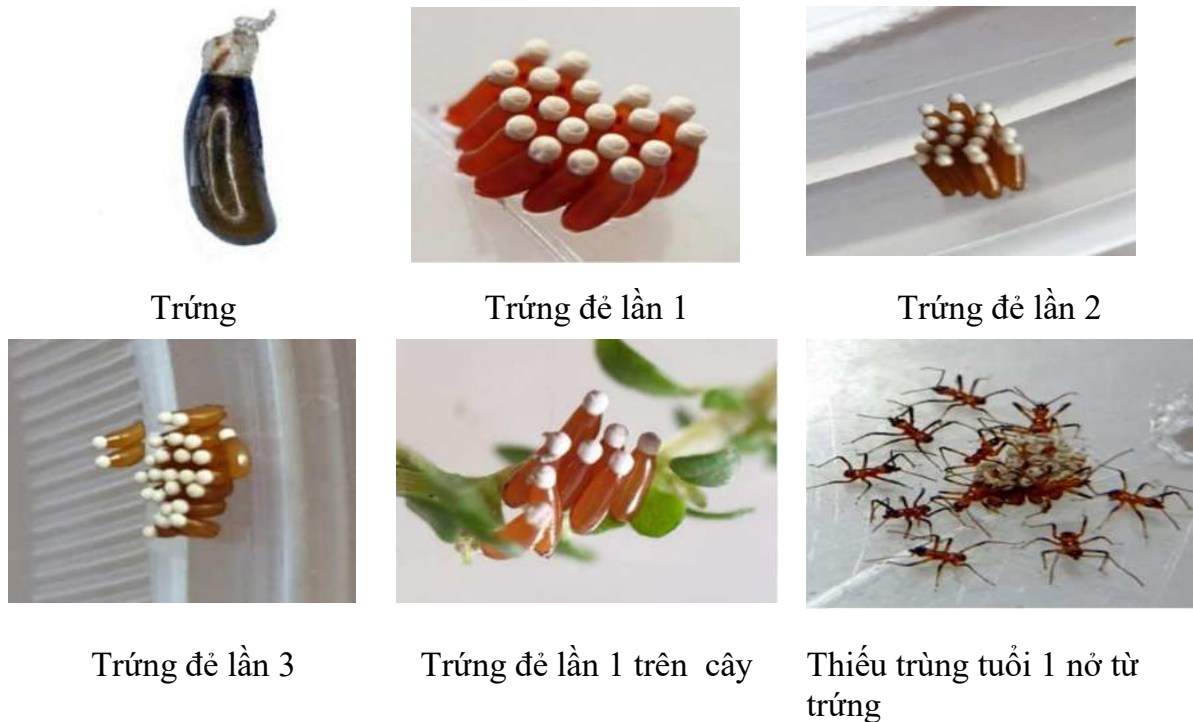 Trứng
Trứng đẻ lần 1
Trứng đẻ lần 2
Trứng đẻ lần 3
Trứng đẻ lần 1 trên cây
Thiếu trùng tuổi 1 nở từ
trứng